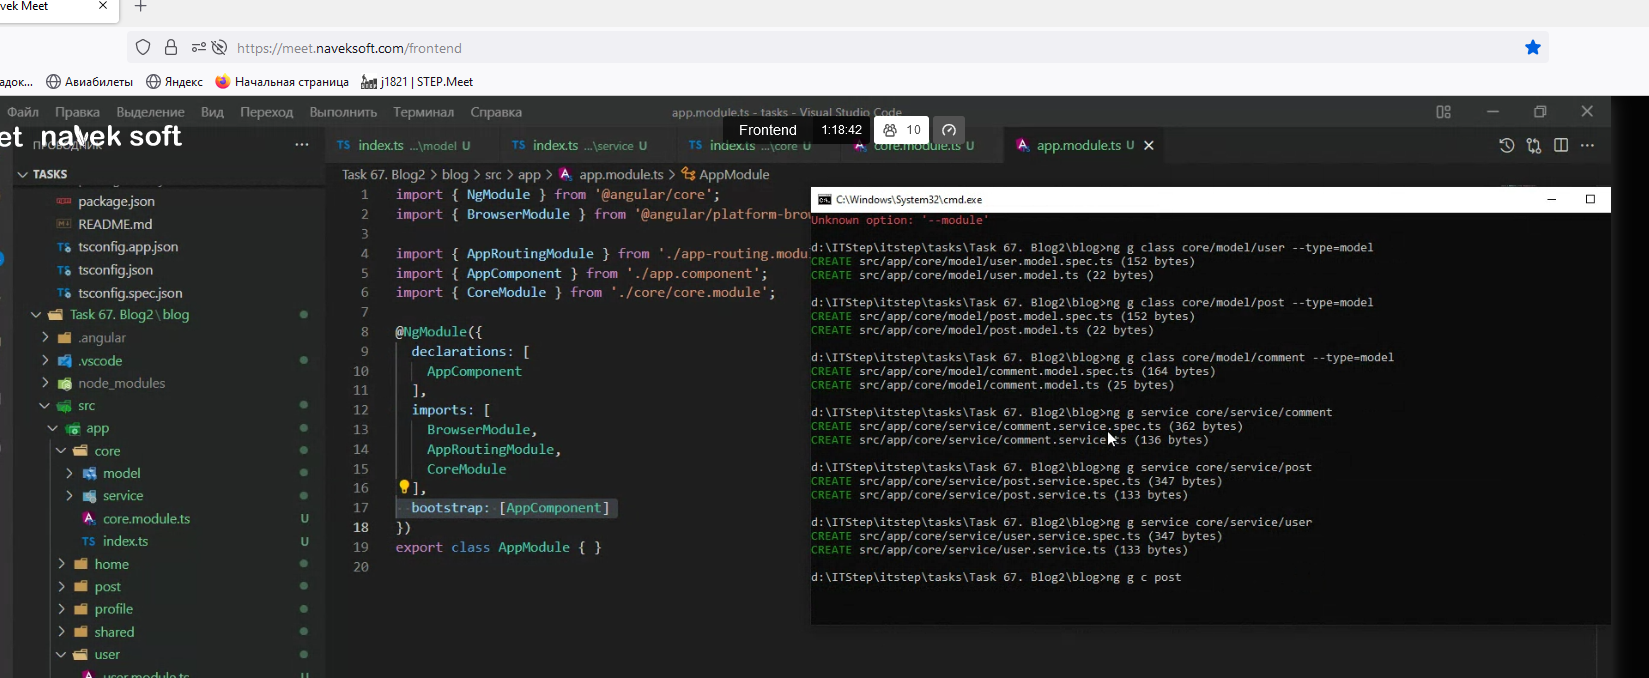 vek Meet
https://meet.naveksoft.com/frontend
адок... Авиабилеты Яндекс Начальная страница j1821 | STEP.Meet
Файл Правка Выделение Вид Переход Выполнить Терминал Справка app.module.ts - tasks - Visual Studio Code
et navek soft
ПРОВОДНИК ...
Frontend 1:18:42 10
index.ts ...\model U index.ts ...\service U index.ts ...\core U core.module.ts U app.module.ts U
TASKS
package.json
README.md
tsconfig.app.json
tsconfig.json
tsconfig.spec.json
Task 67. Blog2 \ blog
.angular
.vscode
node_modules
src
app
core
model
service
core.module.ts U
index.ts U
home
post
profile
shared
user
user.module.ts U
Task 67. Blog2 > blog > src > app > app.module.ts > AppModule
1 import { NgModule } from '@angular/core';
2 import { BrowserModule } from '@angular/platform-brow
3
4 import { AppRoutingModule } from './app-routing.modu
5 import { AppComponent } from './app.component';
6 import { CoreModule } from './core/core.module';
7
8 @NgModule({
9 declarations: [
10 AppComponent
11 ],
12 imports: [
13 BrowserModule,
14 AppRoutingModule,
15 CoreModule
16 ],
17 bootstrap: [AppComponent]
18 })
19 export class AppModule { }
20
C:\Windows\System32\cmd.exe
Unknown option: '--module'
d:\ITStep\itstep\tasks\Task 67. Blog2\blog>ng g class core/model/user --type=model
CREATE src/app/core/model/user.model.spec.ts (152 bytes)
CREATE src/app/core/model/user.model.ts (22 bytes)
d:\ITStep\itstep\tasks\Task 67. Blog2\blog>ng g class core/model/post --type=model
CREATE src/app/core/model/post.model.spec.ts (152 bytes)
CREATE src/app/core/model/post.model.ts (22 bytes)
d:\ITStep\itstep\tasks\Task 67. Blog2\blog>ng g class core/model/comment --type=model
CREATE src/app/core/model/comment.model.spec.ts (164 bytes)
CREATE src/app/core/model/comment.model.ts (25 bytes)
d:\ITStep\itstep\tasks\Task 67. Blog2\blog>ng g service core/service/comment
CREATE src/app/core/service/comment.service.spec.ts (362 bytes)
CREATE src/app/core/service/comment.service.ts (136 bytes)
d:\ITStep\itstep\tasks\Task 67. Blog2\blog>ng g service core/service/post
CREATE src/app/core/service/post.service.spec.ts (347 bytes)
CREATE src/app/core/service/post.service.ts (133 bytes)
d:\ITStep\itstep\tasks\Task 67. Blog2\blog>ng g service core/service/user
CREATE src/app/core/service/user.service.spec.ts (347 bytes)
CREATE src/app/core/service/user.service.ts (133 bytes)
d:\ITStep\itstep\tasks\Task 67. Blog2\blog>ng g c post